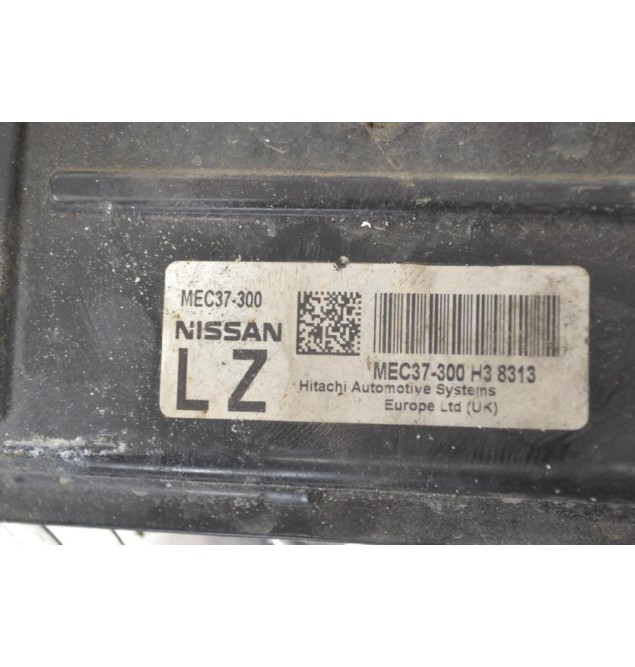 MEC37-300
NISSAN
LZ
MEC37-300 H3 8313
Hitachi Automotive Systems
Europe Ltd (UK)